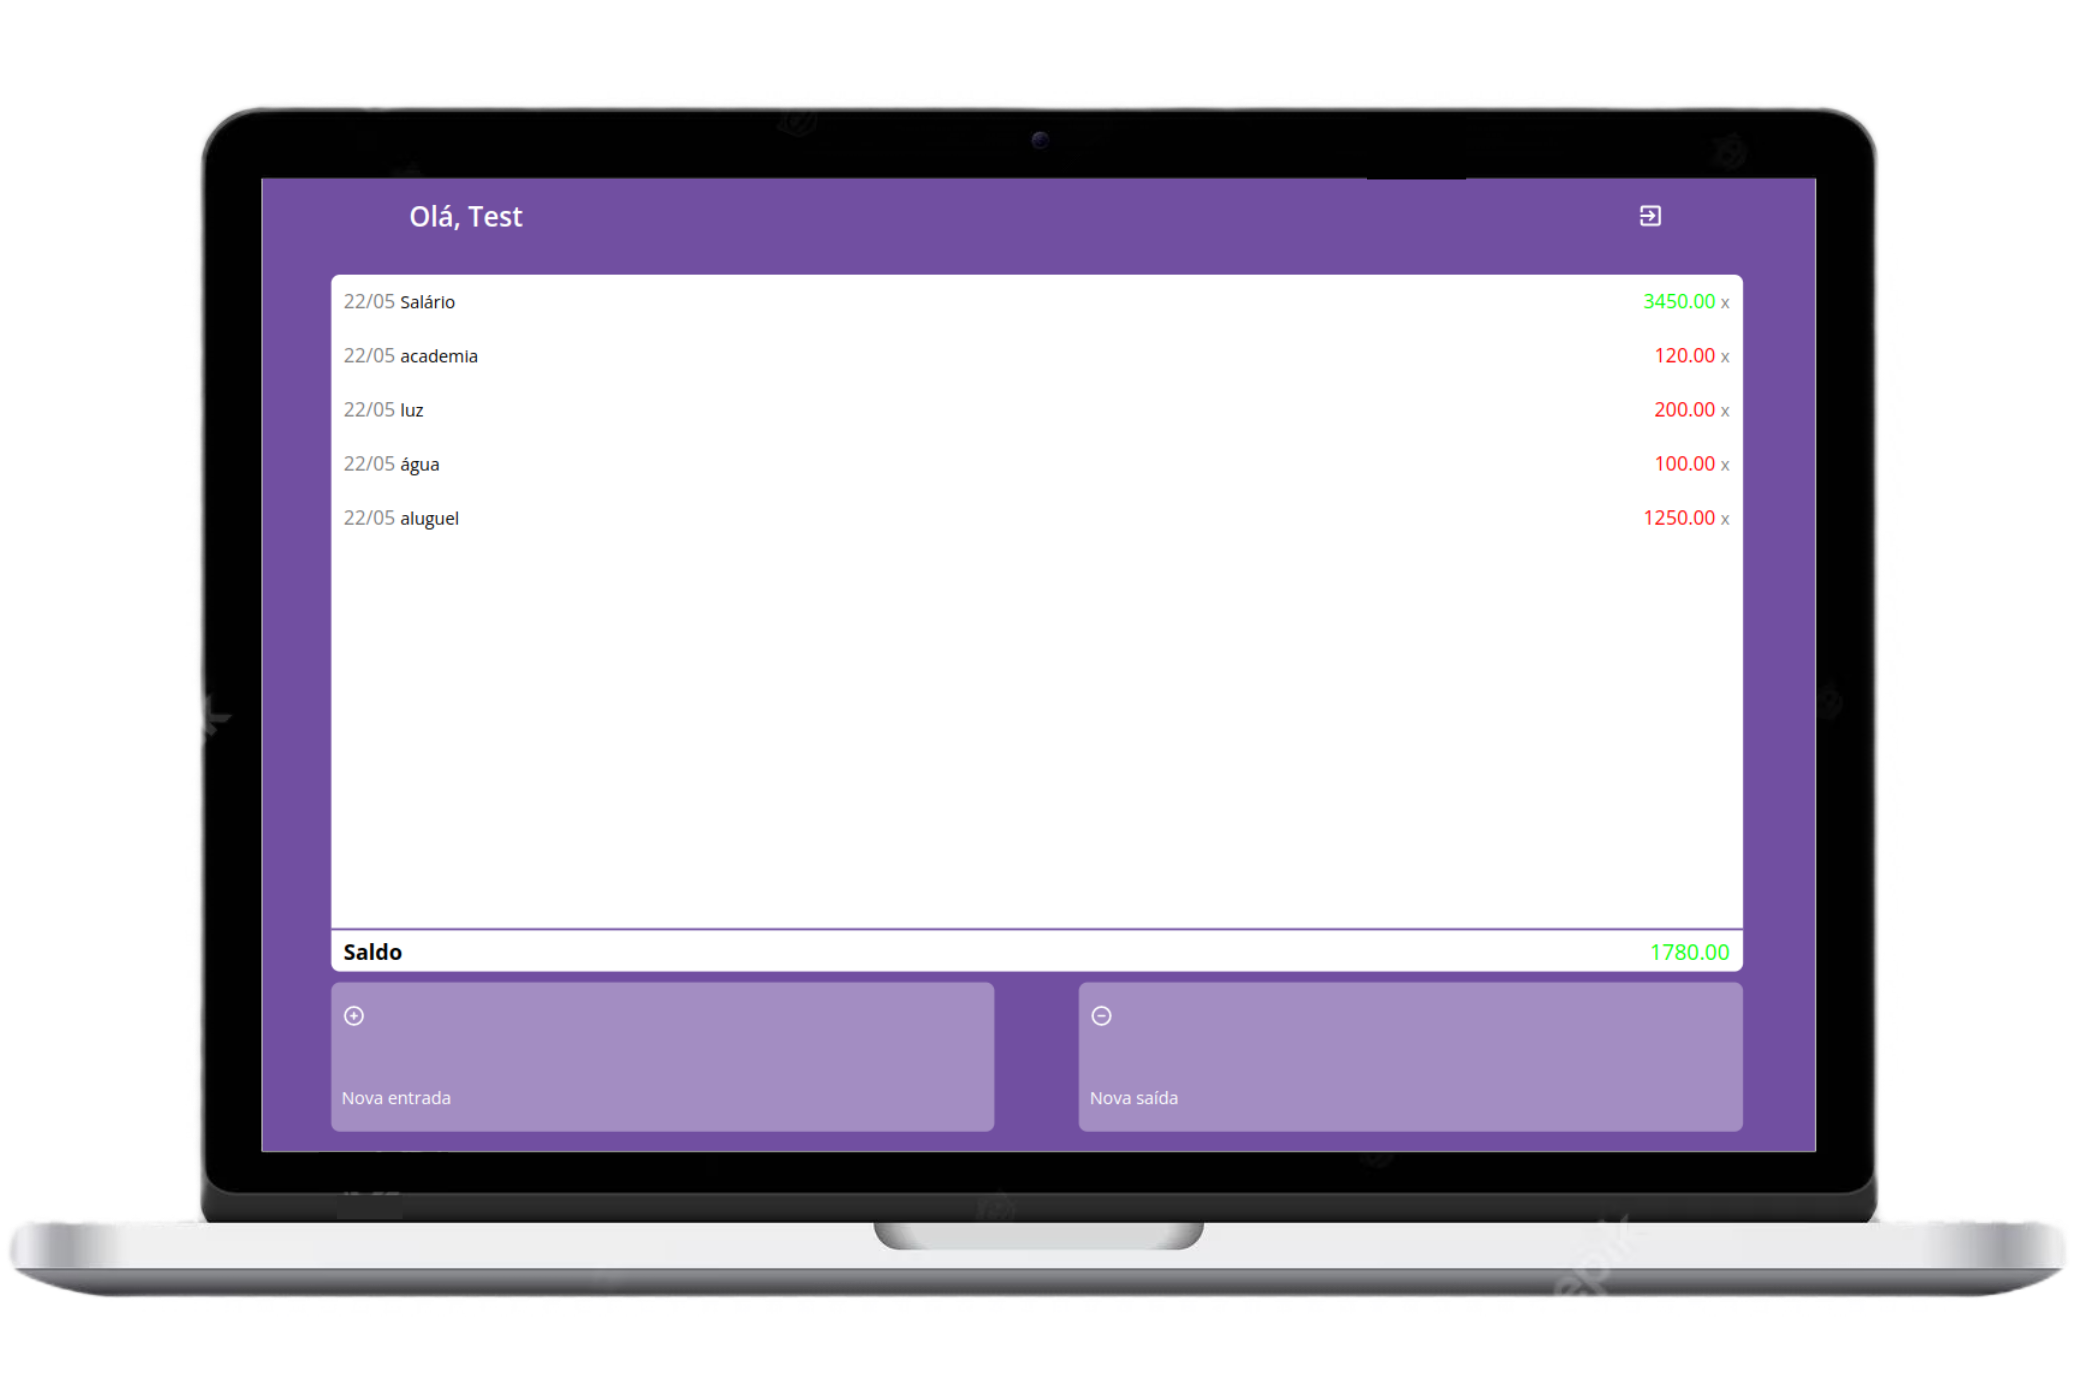 Olá, Test
22/05 Salário 3450.00 x
22/05 academia 120.00 x
22/05 luz 200.00 x
22/05 água 100.00 x
22/05 aluguel 1250.00 x
Saldo 1780.00
Nova entrada Nova saída
epik